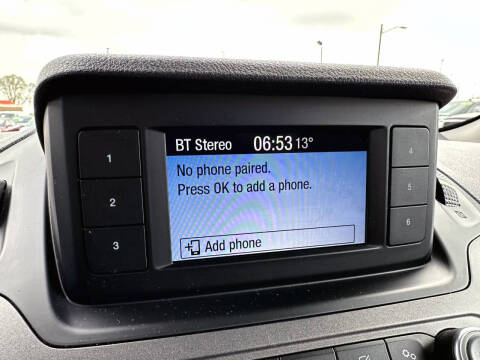 BT Stereo 06:53 13°
No phone paired.
Press OK to add a phone.
Add phone
1
2
3
4
5
6